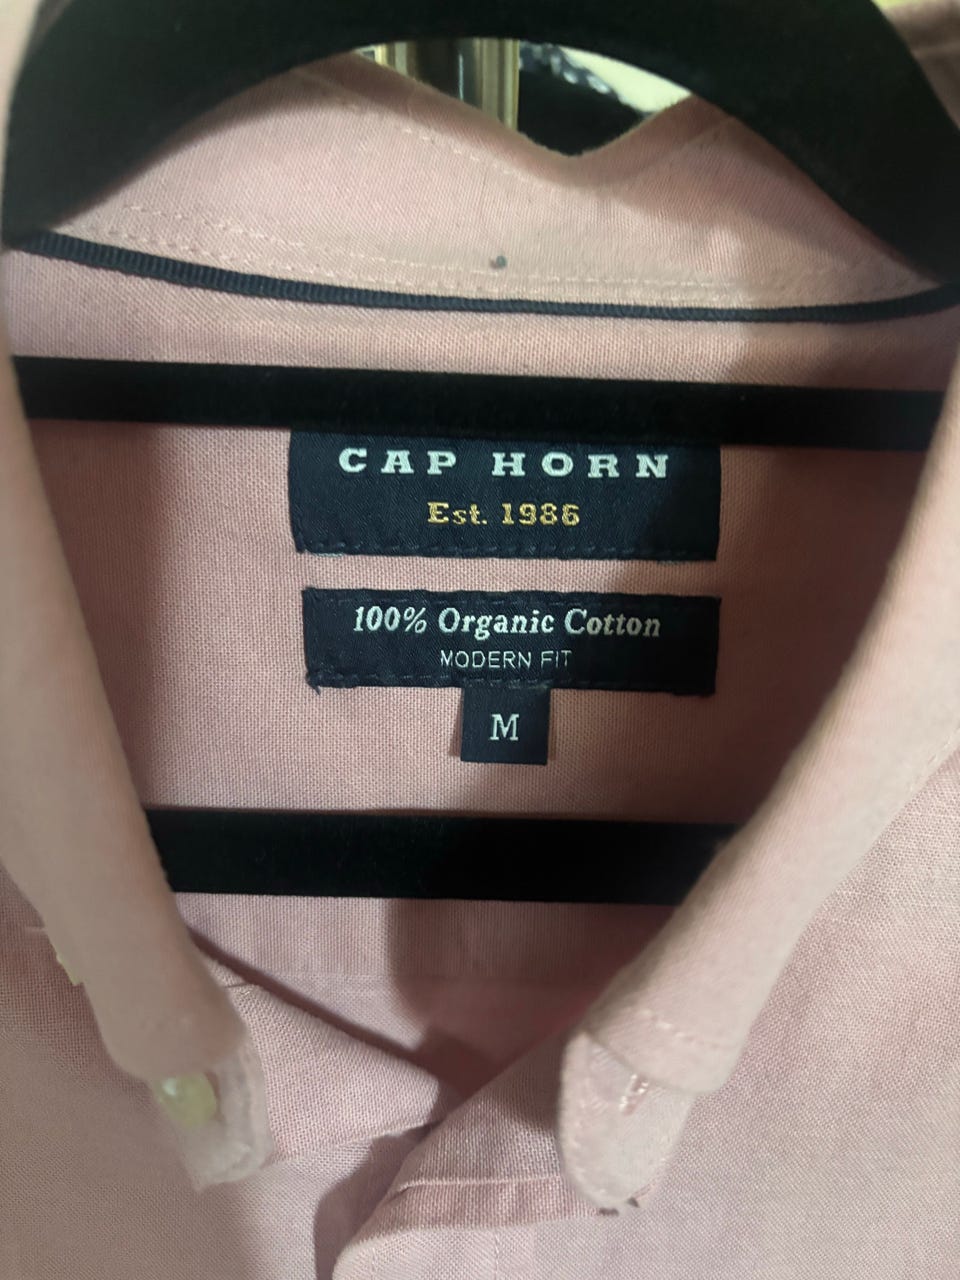 CAP HORN
Est. 1986
100% Organic Cotton
MODERN FIT
M